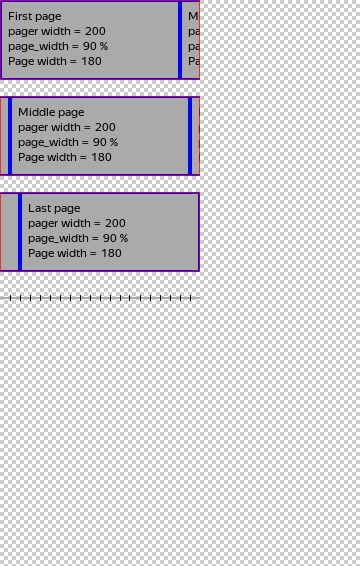 First page
pager width = 200
page_width = 90 %
Page width = 180
M
pa
pa
Pa
Middle page
pager width = 200
page_width = 90 %
Page width = 180
Last page
pager width = 200
page_width = 90 %
Page width = 180